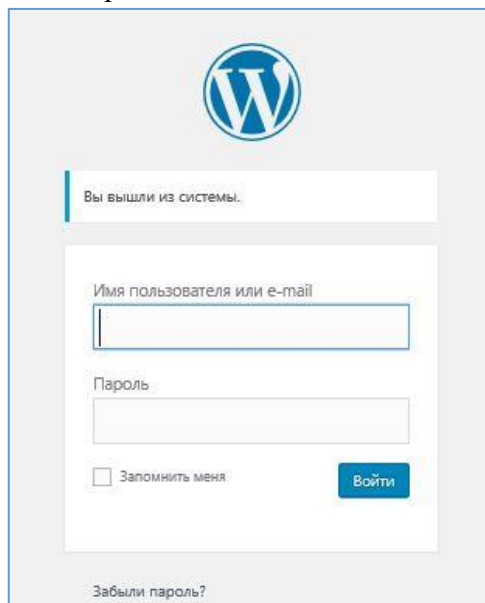 Вы вышли из системы.
Имя пользователя или e-mail
Пароль
Запомнить меня
Войти
Забыли пароль?